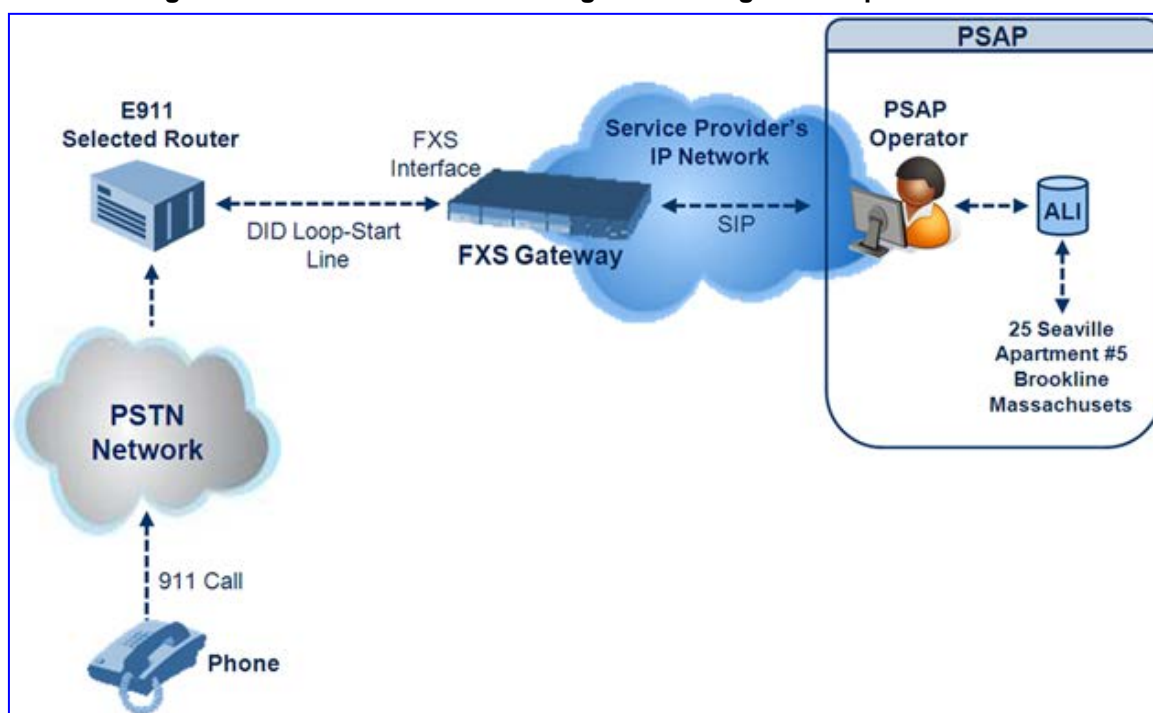 PSAP
E911
Selected Router
FXS
Interface
DID Loop-Start
Line
FXS Gateway
Service Provider's
IP Network
SIP
PSAP
Operator
ALI
25 Seaville
Apartment #5
Brookline
Massachusets
PSTN
Network
911 Call
Phone